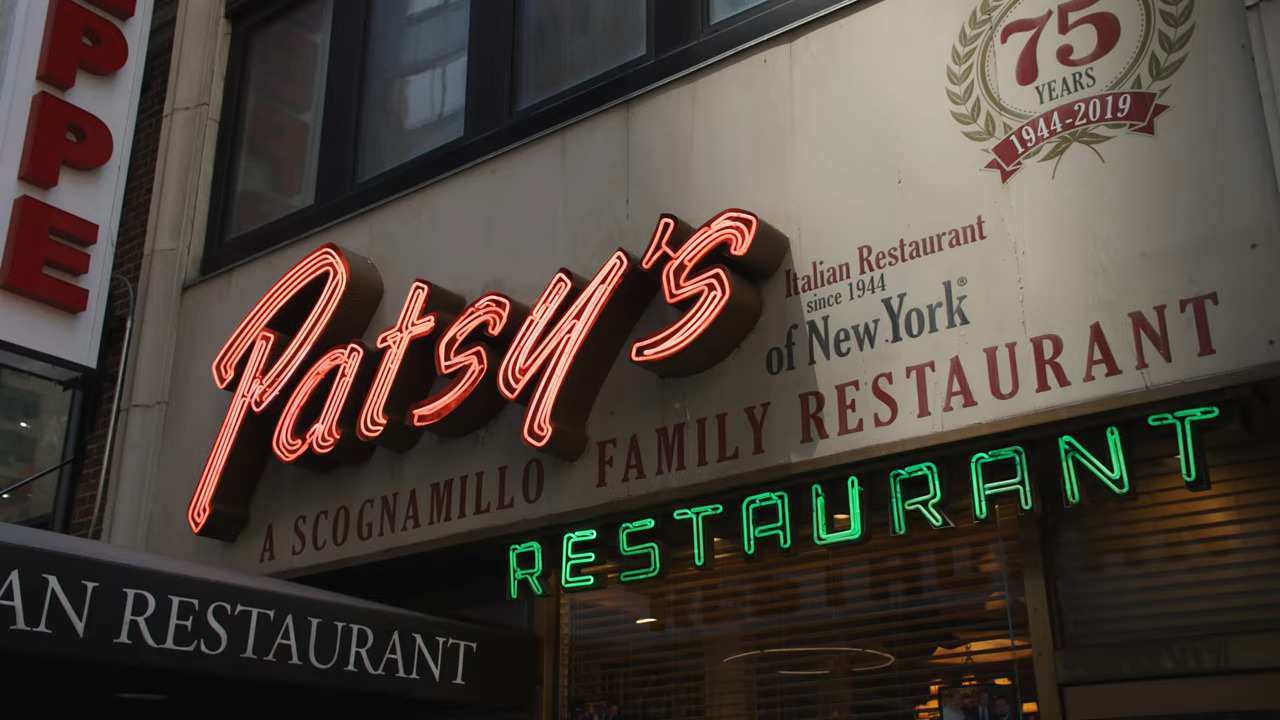 PPE
75
YEARS
1944-2019
Patsy's
Italian Restaurant
since 1944
of New York®
A SCOGNAMILLO FAMILY RESTAURANT
RESTAURANT
AN RESTAURANT